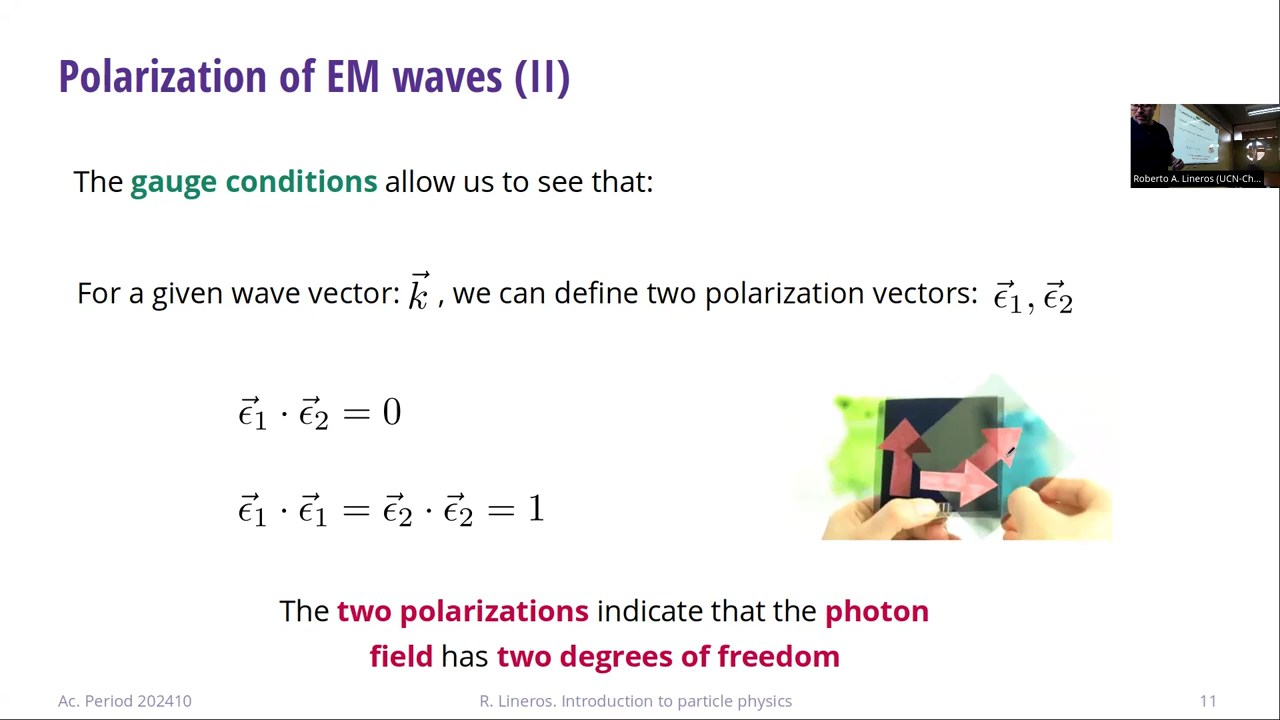 Polarization of EM waves (II)
Roberto A. Lineros (UCN-Ch...
The gauge conditions allow us to see that:
For a given wave vector: $\vec{k}$ , we can define two polarization vectors: $\vec{\epsilon}_1, \vec{\epsilon}_2$
$\vec{\epsilon}_1 \cdot \vec{\epsilon}_2 = 0$
$\vec{\epsilon}_1 \cdot \vec{\epsilon}_1 = \vec{\epsilon}_2 \cdot \vec{\epsilon}_2 = 1$
The two polarizations indicate that the photon
field has two degrees of freedom
Ac. Period 202410
R. Lineros. Introduction to particle physics
11